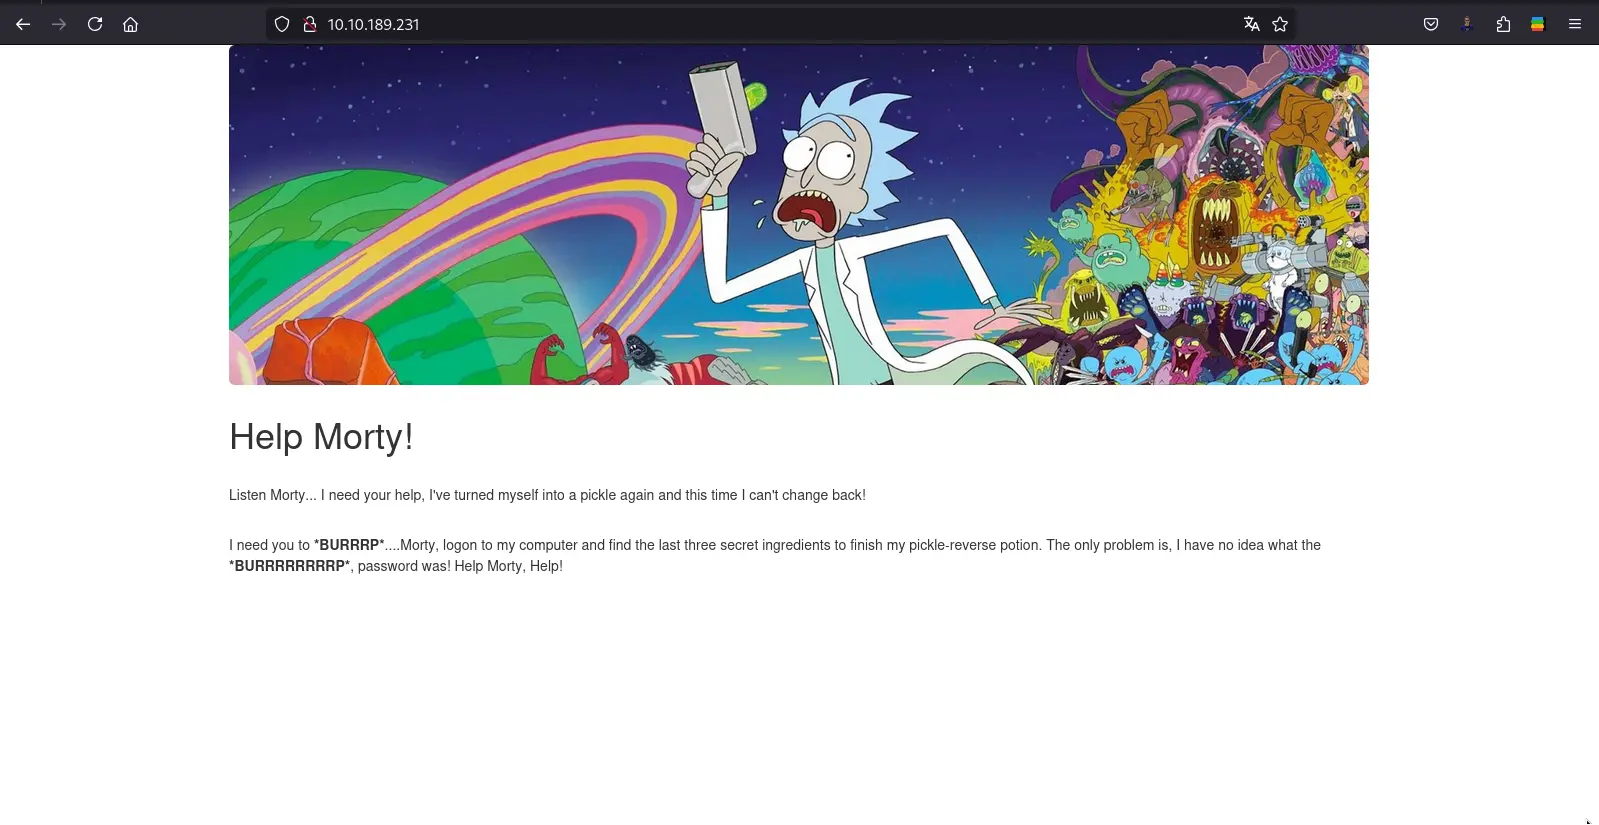 10.10.189.231
Help Morty!
Listen Morty... I need your help, I've turned myself into a pickle again and this time I can't change back!
I need you to *BURRRP*....Morty, logon to my computer and find the last three secret ingredients to finish my pickle-reverse potion. The only problem is, I have no idea what the
*BURRRRRRRRP*, password was! Help Morty, Help!